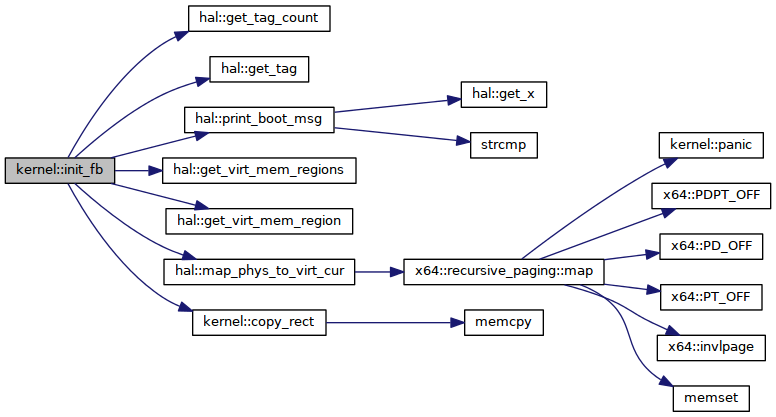 kernel::init_fb
hal::get_tag_count
hal::get_tag
hal::print_boot_msg
hal::get_x
strcmp
hal::get_virt_mem_regions
hal::get_virt_mem_region
hal::map_phys_to_virt_cur
x64::recursive_paging::map
kernel::panic
x64::PDPT_OFF
x64::PD_OFF
x64::PT_OFF
x64::invlpage
memset
kernel::copy_rect
memcpy